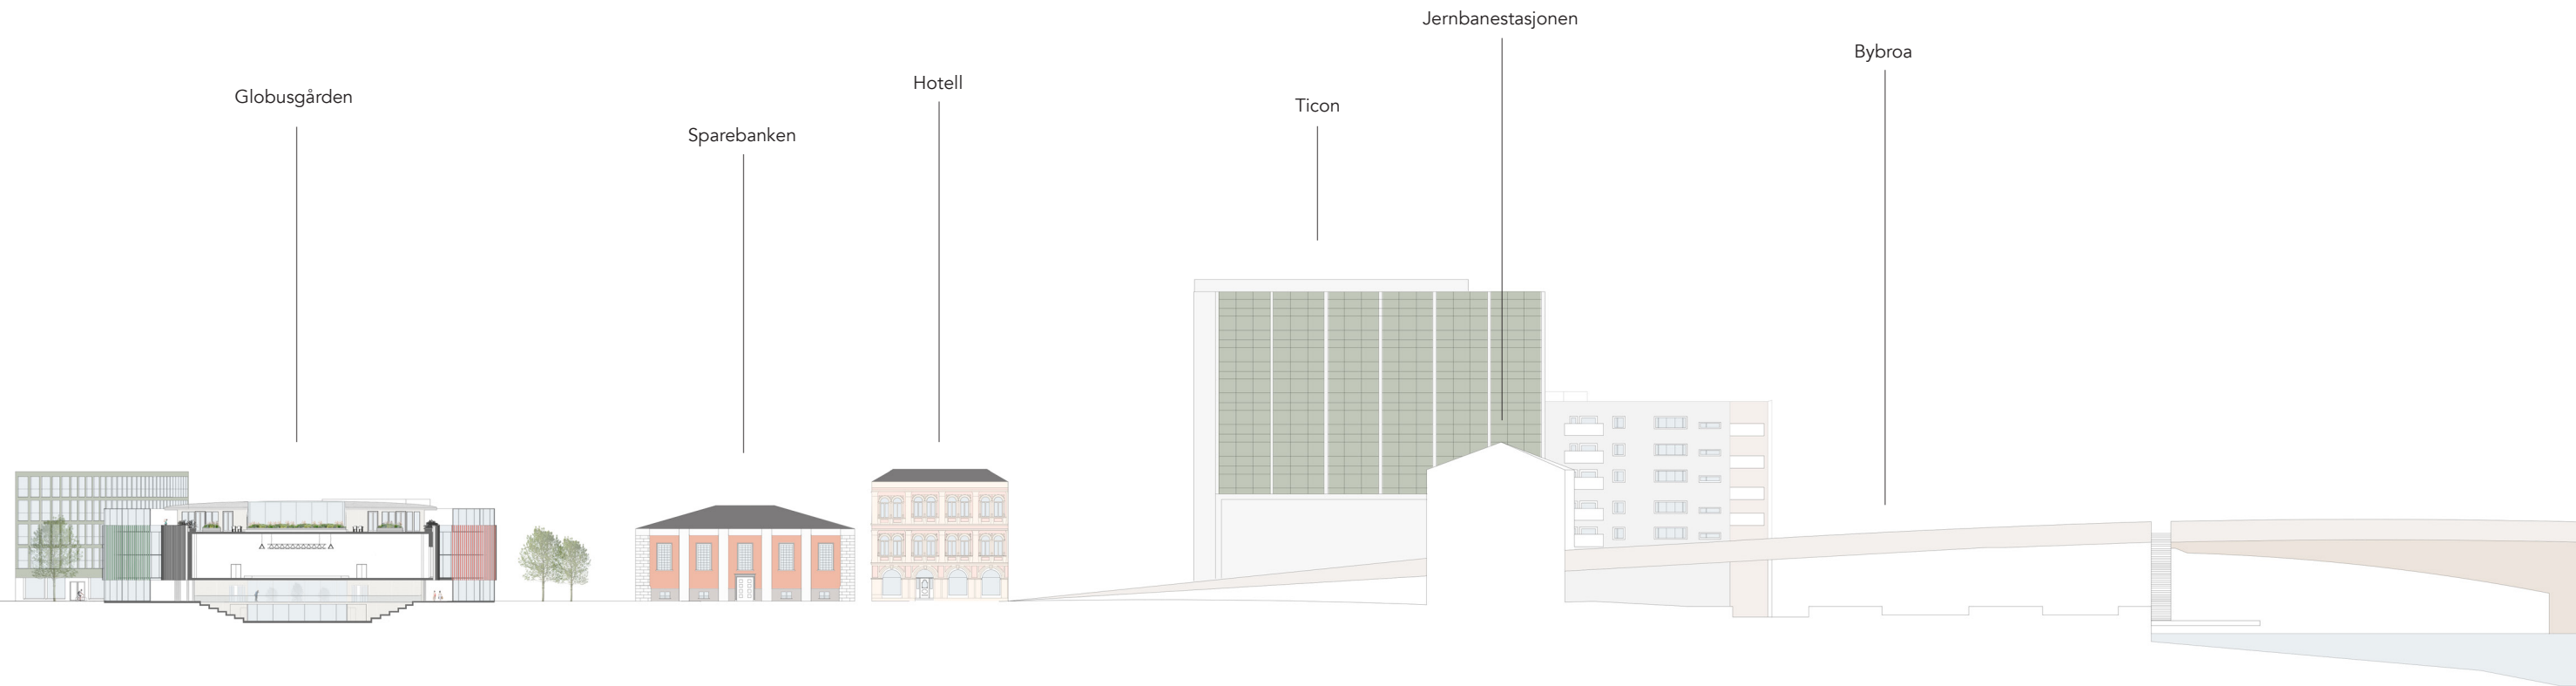 Globusgården
Sparebanken
Hotell
Ticon
Jernbanestasjonen
Bybroa